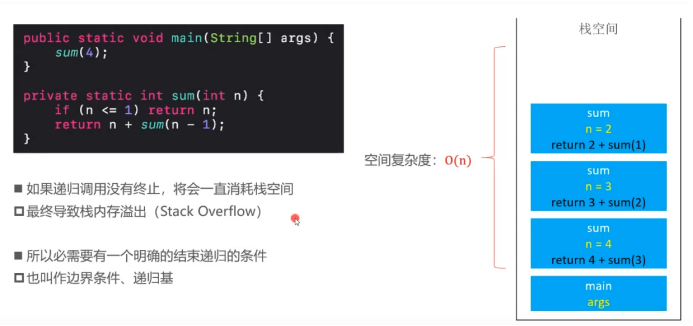 public static void main(String[] args) {
sum(4);
}
private static int sum(int n) {
if (n <= 1) return n;
return n + sum(n - 1);
}
如果递归调用没有终止，将会一直消耗栈空间
最终导致栈内存溢出（Stack Overflow）
所以必需要有一个明确的结束递归的条件
也叫作边界条件、递归基
空间复杂度：O(n)
栈空间
sum
n = 2
return 2 + sum(1)
sum
n = 3
return 3 + sum(2)
sum
n = 4
return 4 + sum(3)
main
args